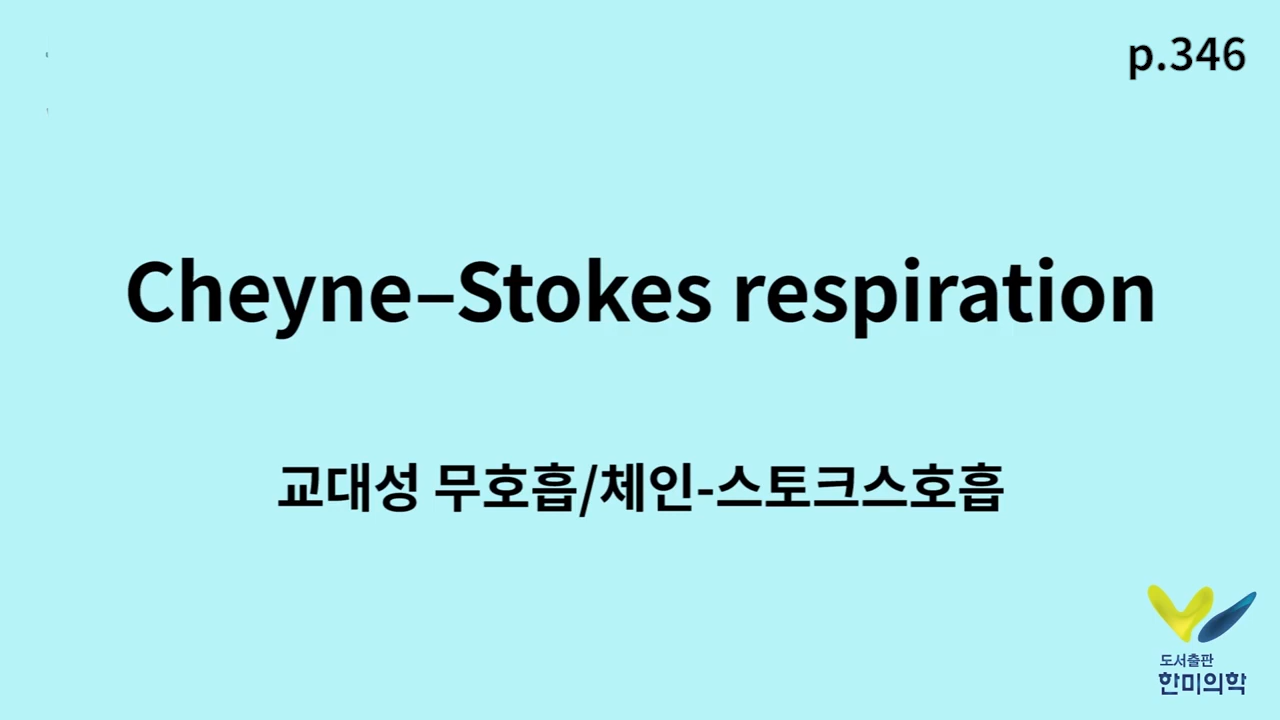 p.346
Cheyne–Stokes respiration
교대성 무호흡/체인-스토크스호흡
도서출판
한미의학